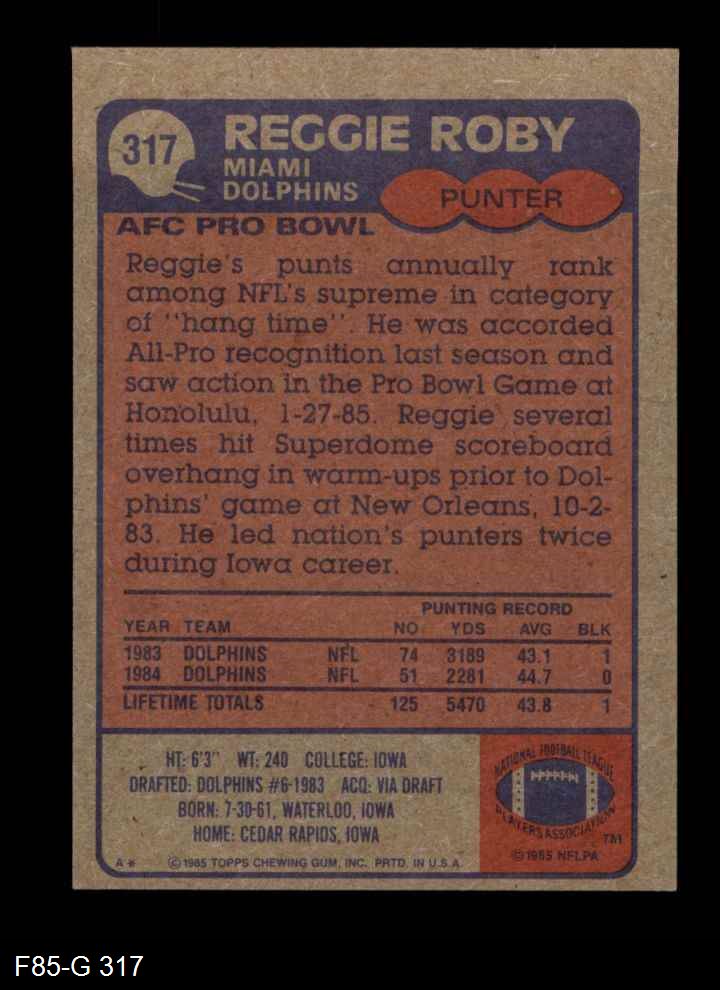 317
REGGIE ROBY
MIAMI
DOLPHINS
PUNTER
AFC PRO BOWL
Reggie's punts annually rank
among NFL's supreme in category
of "hang time". He was accorded
All-Pro recognition last season and
saw action in the Pro Bowl Game at
Honolulu, 1-27-85. Reggie several
times hit Superdome scoreboard
overhang in warm-ups prior to Dol-
phins' game at New Orleans, 10-2-
83. He led nation's punters twice
during Iowa career.
PUNTING RECORD
YEAR TEAM NO YDS AVG BLK
1983 DOLPHINS NFL 74 3189 43.1 1
1984 DOLPHINS NFL 51 2281 44.7 0
LIFETIME TOTALS 125 5470 43.8 1
HT: 6'3" WT: 240 COLLEGE: IOWA
DRAFTED: DOLPHINS #6-1983 ACQ: VIA DRAFT
BORN: 7-30-61, WATERLOO, IOWA
HOME: CEDAR RAPIDS, IOWA
A* © 1985 TOPPS CHEWING GUM, INC. PRTD. IN U.S.A.
NATIONAL FOOTBALL LEAGUE
PLAYERS ASSOCIATION
TM
© 1985 NFLPA
F85-G 317